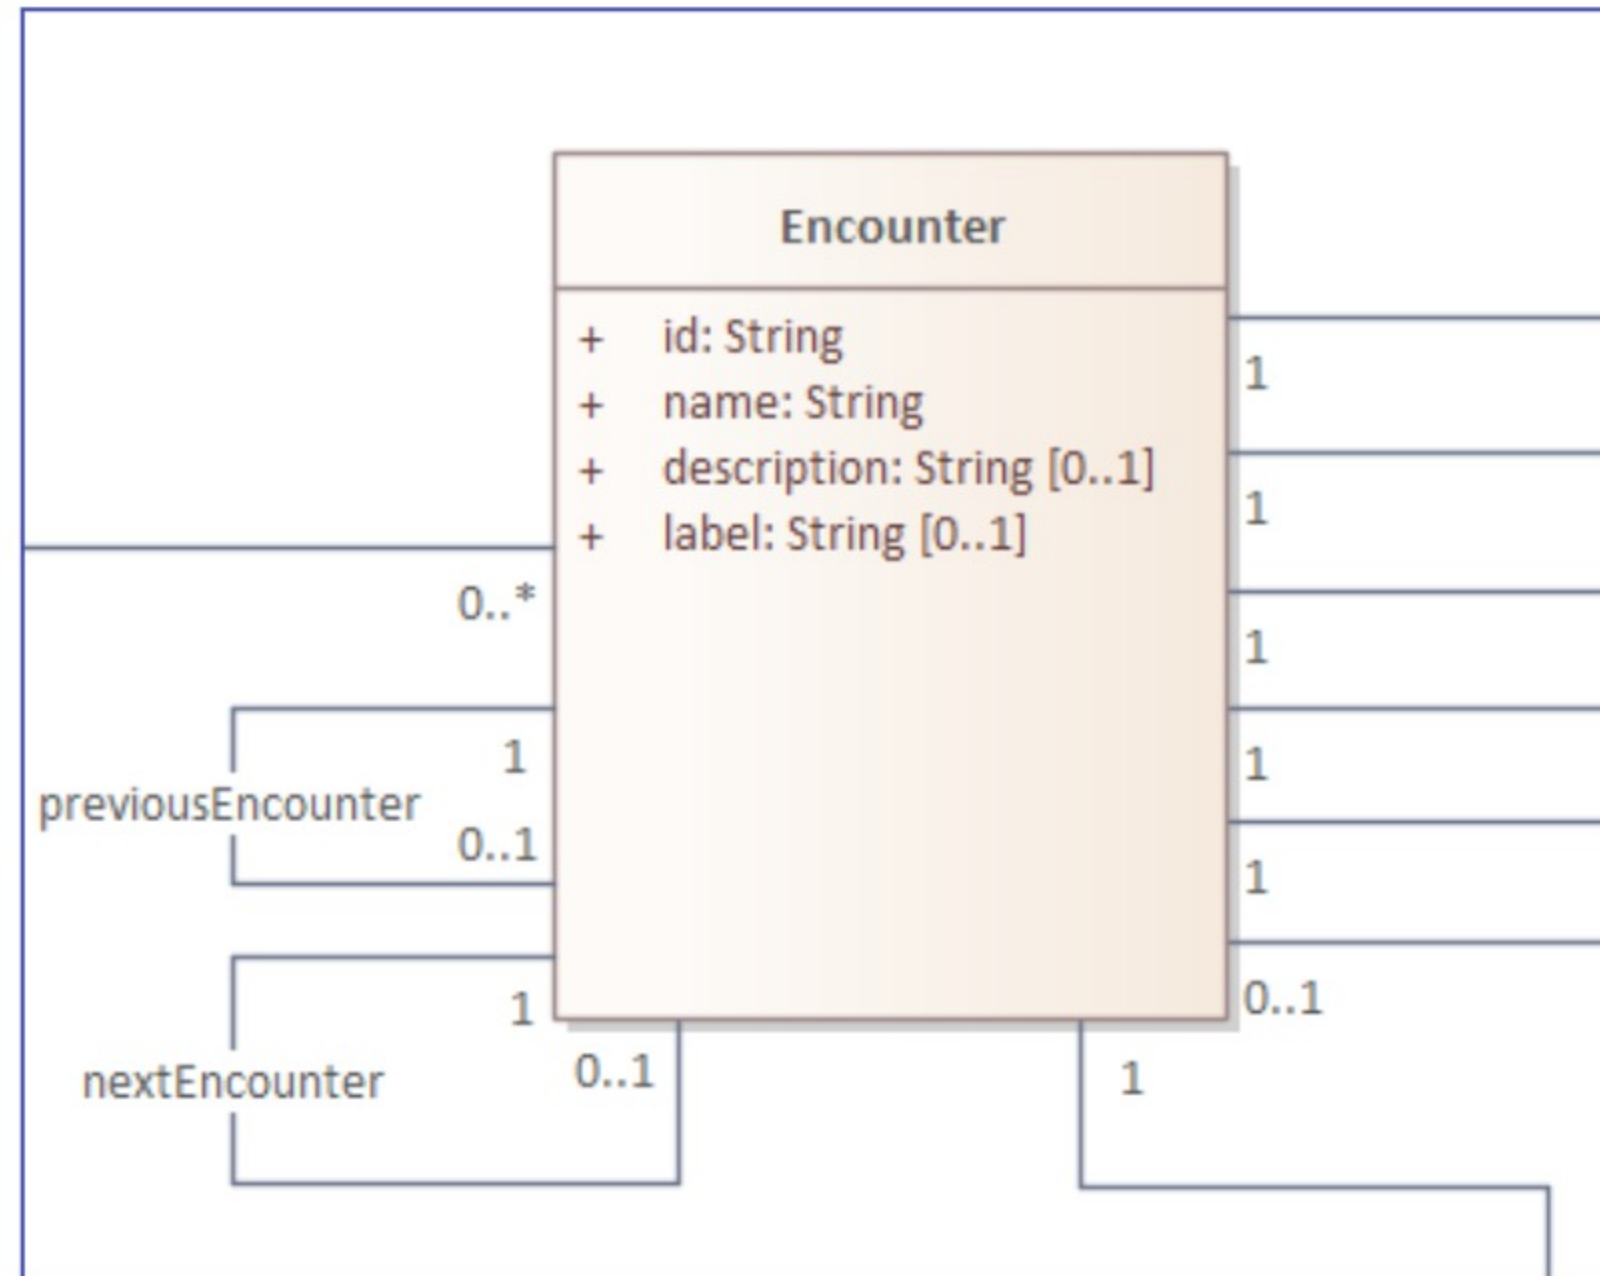 Encounter
+ id: String
+ name: String
+ description: String [0..1]
+ label: String [0..1]
0..*
1
previousEncounter
0..1
1
nextEncounter
0..1
1
1
1
1
1
1
0..1